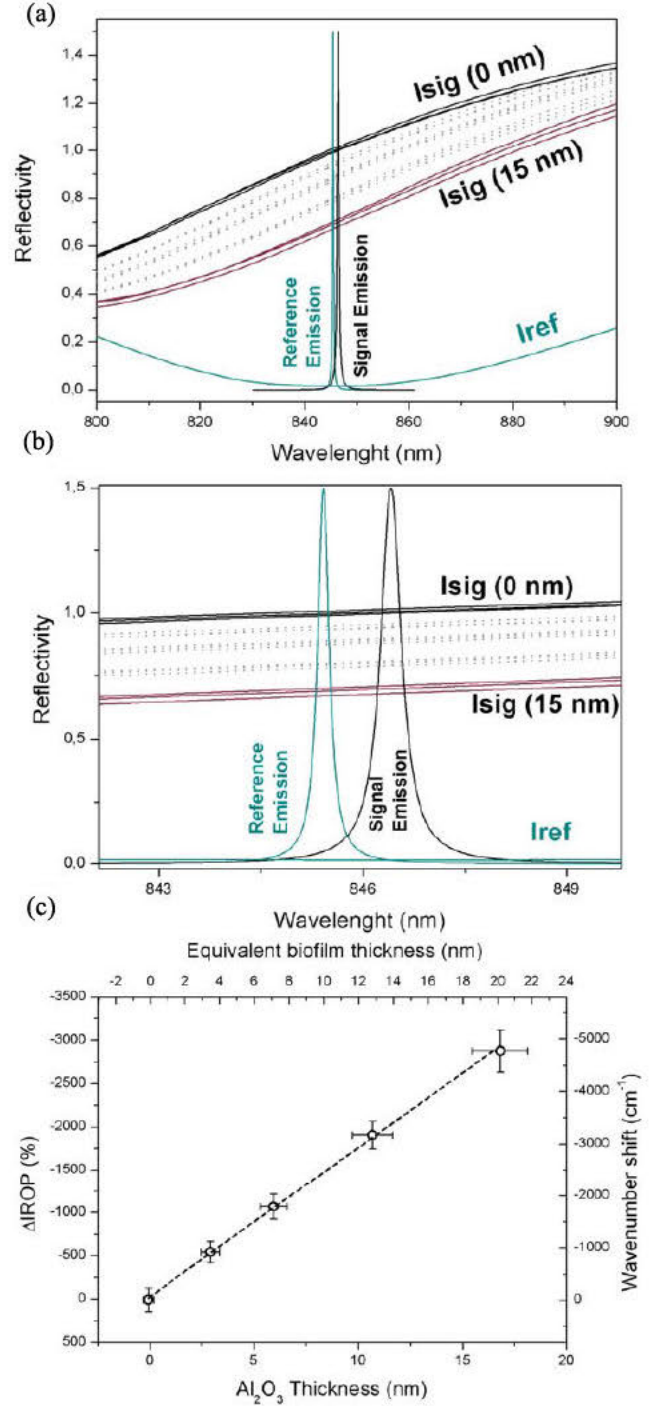 (a)
1,4
1,2
1,0
0,8
0,6
0,4
0,2
0,0
Reflectivity
Isig (0 nm)
Isig (15 nm)
Reference
Emission
Signal Emission
Iref
800
820
840
860
880
900
Wavelenght (nm)
(b)
1,5
1,0
0,5
0,0
Reflectivity
Isig (0 nm)
Isig (15 nm)
Reference
Emission
Signal
Emission
Iref
843
846
849
Wavelenght (nm)
(c)
Equivalent biofilm thickness (nm)
-2 0 2 4 6 8 10 12 14 16 18 20 22 24
-3500
-3000
-2500
-2000
-1500
-1000
-500
0
500
ΔIROP (%)
-5000
-4000
-3000
-2000
-1000
0
Wavenumber shift (cm⁻¹)
0
5
10
15
20
Al₂O₃ Thickness (nm)